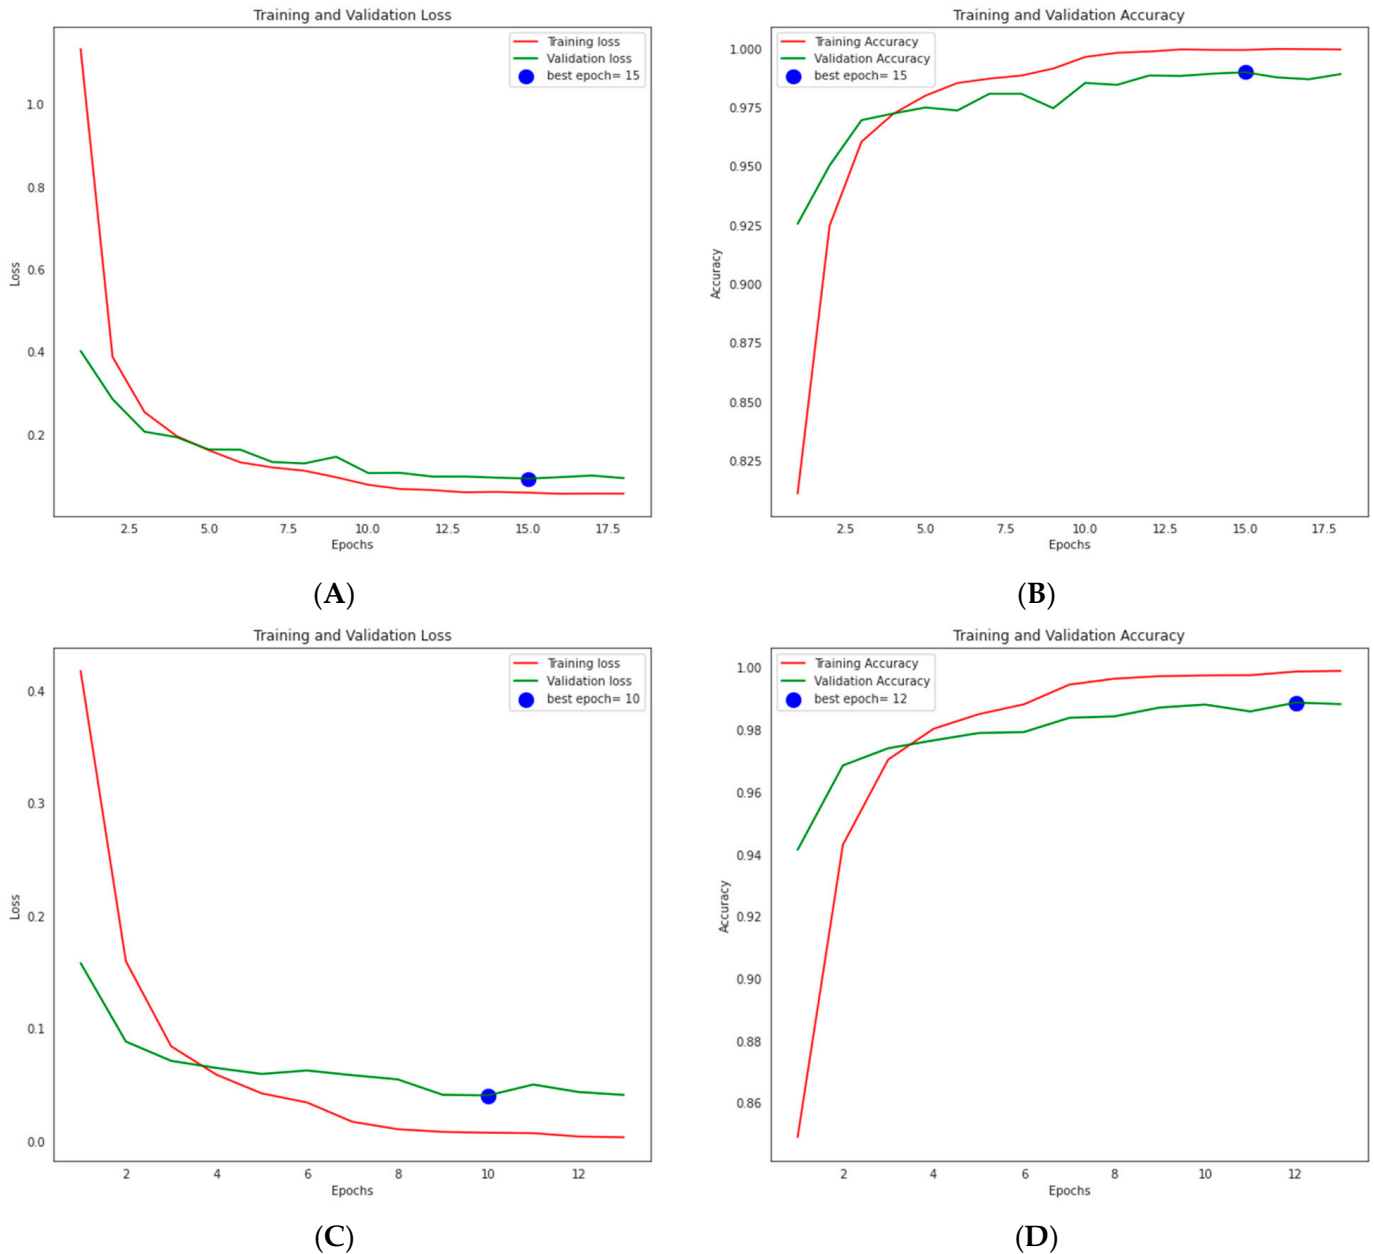 Training and Validation Loss
Training loss
Validation loss
best epoch= 15
1.0
0.8
0.6
0.4
0.2
Loss
2.5 5.0 7.5 10.0 12.5 15.0 17.5
Epochs
(A)
Training and Validation Accuracy
Training Accuracy
Validation Accuracy
best epoch= 15
1.000
0.975
0.950
0.925
0.900
0.875
0.850
0.825
Accuracy
2.5 5.0 7.5 10.0 12.5 15.0 17.5
Epochs
(B)
Training and Validation Loss
Training loss
Validation loss
best epoch= 10
0.4
0.3
0.2
0.1
0.0
Loss
2 4 6 8 10 12
Epochs
(C)
Training and Validation Accuracy
Training Accuracy
Validation Accuracy
best epoch= 12
1.00
0.98
0.96
0.94
0.92
0.90
0.88
0.86
Accuracy
2 4 6 8 10 12
Epochs
(D)